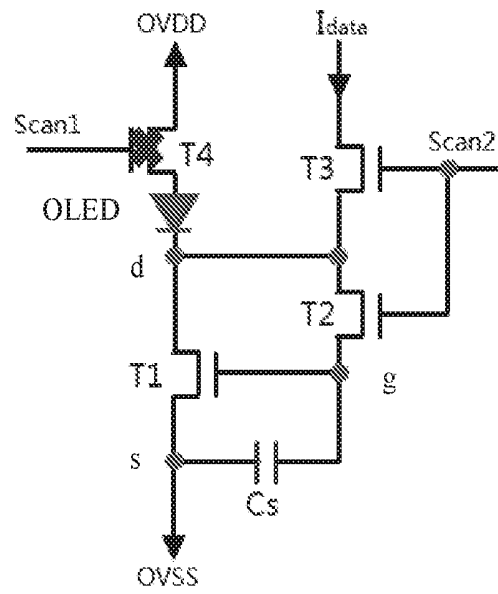 OVDD
Idata
Scan1
T4
T3
Scan2
OLED
d
T2
T1
g
s
Cs
OVSS